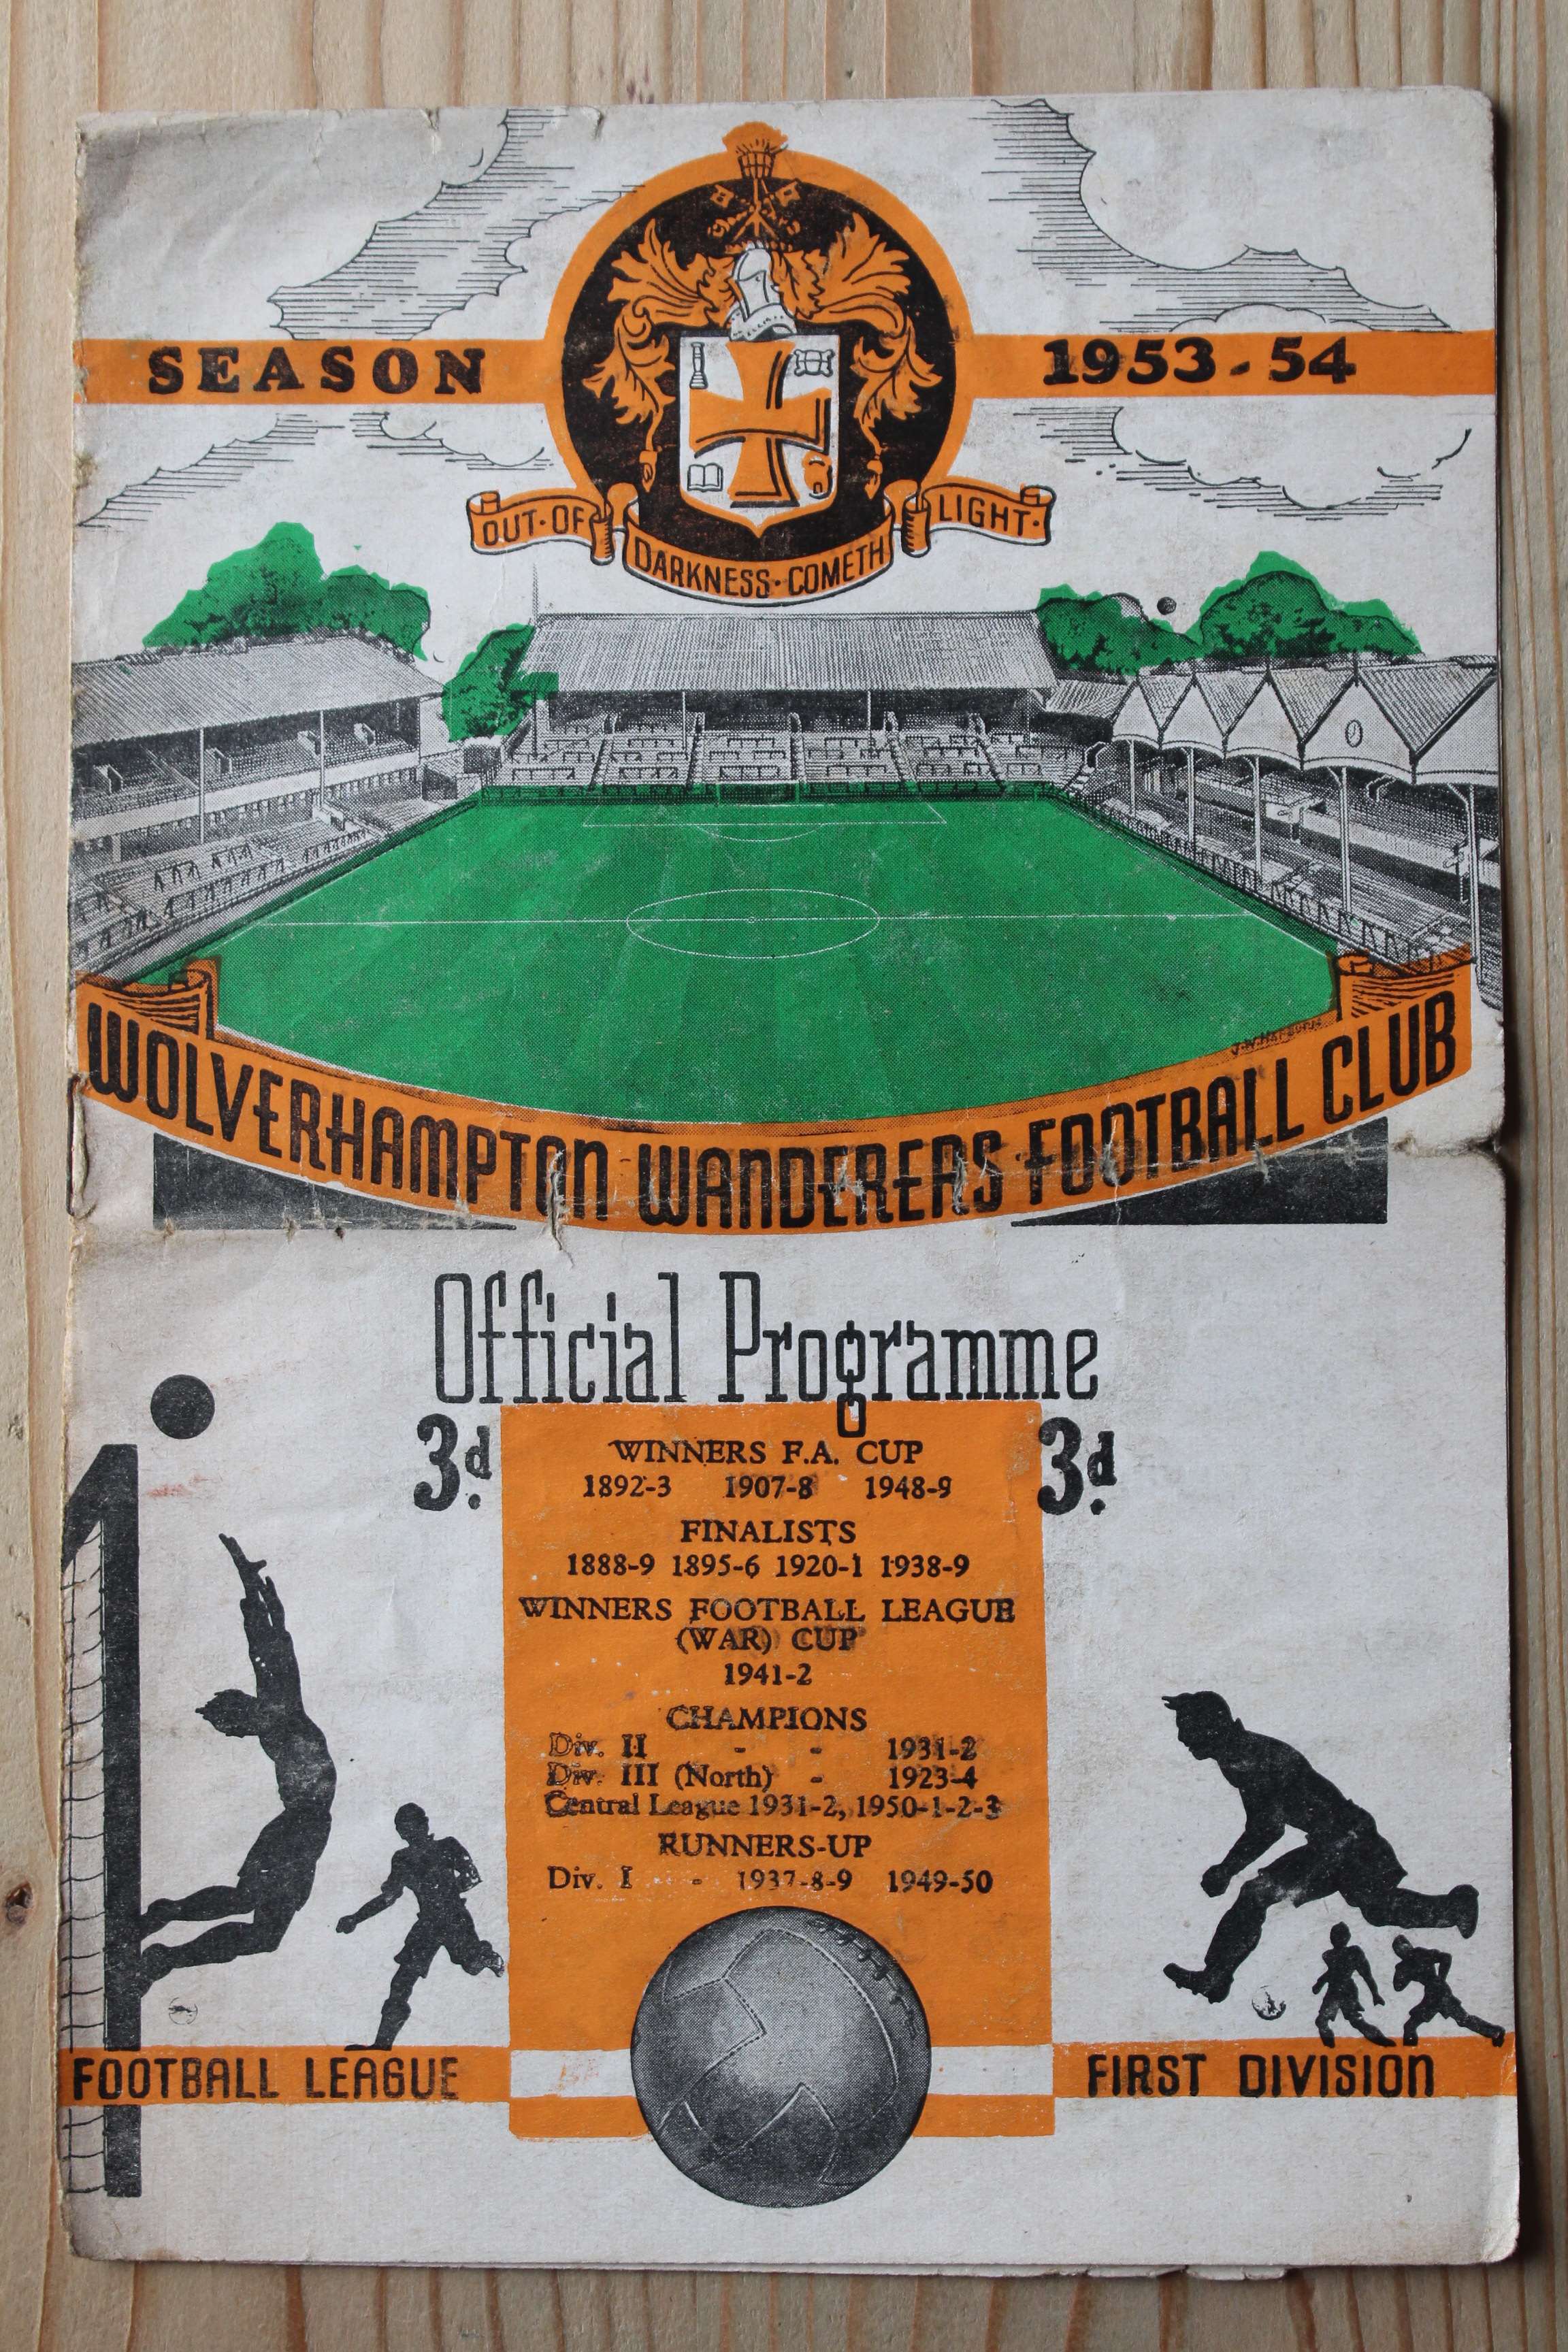 SEASON 1953-54
OUT·OF DARKNESS·COMETH LIGHT·
WOLVERHAMPTON WANDERERS FOOTBALL CLUB
Official Programme
3d. 3d.
WINNERS F.A. CUP
1892-3 1907-8 1948-9
FINALISTS
1888-9 1895-6 1920-1 1938-9
WINNERS FOOTBALL LEAGUE
(WAR) CUP
1941-2
CHAMPIONS
Div. II - - 1931-2
Div. III (North) - 1923-4
Central League 1931-2, 1950-1-2-3
RUNNERS-UP
Div. I - - 1937-8-9 1949-50
FOOTBALL LEAGUE FIRST DIVISION